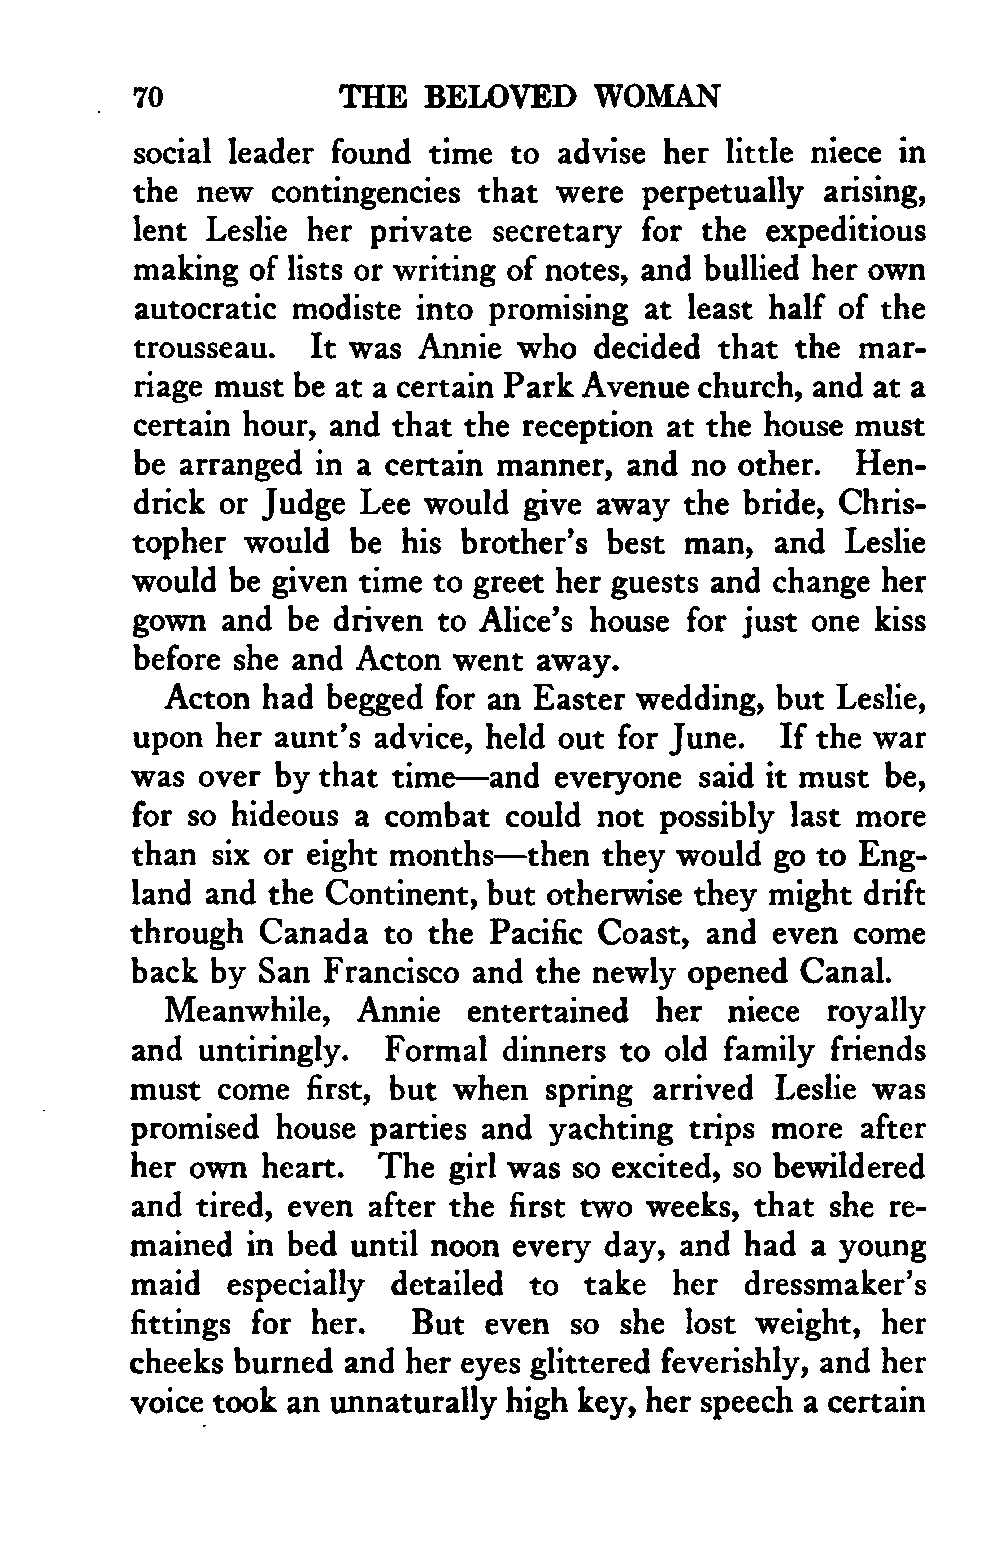 70 THE BELOVED WOMAN
social leader found time to advise her little niece in
the new contingencies that were perpetually arising,
lent Leslie her private secretary for the expeditious
making of lists or writing of notes, and bullied her own
autocratic modiste into promising at least half of the
trousseau. It was Annie who decided that the mar-
riage must be at a certain Park Avenue church, and at a
certain hour, and that the reception at the house must
be arranged in a certain manner, and no other. Hen-
drick or Judge Lee would give away the bride, Chris-
topher would be his brother's best man, and Leslie
would be given time to greet her guests and change her
gown and be driven to Alice's house for just one kiss
before she and Acton went away.
Acton had begged for an Easter wedding, but Leslie,
upon her aunt's advice, held out for June. If the war
was over by that time—and everyone said it must be,
for so hideous a combat could not possibly last more
than six or eight months—then they would go to Eng-
land and the Continent, but otherwise they might drift
through Canada to the Pacific Coast, and even come
back by San Francisco and the newly opened Canal.
Meanwhile, Annie entertained her niece royally
and untiringly. Formal dinners to old family friends
must come first, but when spring arrived Leslie was
promised house parties and yachting trips more after
her own heart. The girl was so excited, so bewildered
and tired, even after the first two weeks, that she re-
mained in bed until noon every day, and had a young
maid especially detailed to take her dressmaker's
fittings for her. But even so she lost weight, her
cheeks burned and her eyes glittered feverishly, and her
voice took an unnaturally high key, her speech a certain